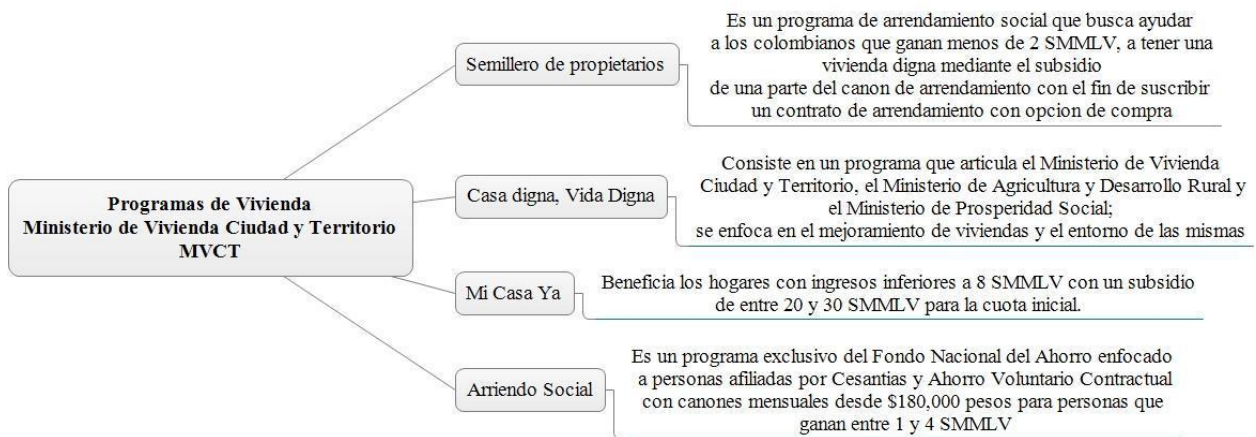 Programas de Vivienda
Ministerio de Vivienda Ciudad y Territorio
MVCT
Semillero de propietarios
Es un programa de arrendamiento social que busca ayudar
a los colombianos que ganan menos de 2 SMMLV, a tener una
vivienda digna mediante el subsidio
de una parte del canon de arrendamiento con el fin de suscribir
un contrato de arrendamiento con opcion de compra
Casa digna, Vida Digna
Consiste en un programa que articula el Ministerio de Vivienda
Ciudad y Territorio, el Ministerio de Agricultura y Desarrollo Rural y
el Ministerio de Prosperidad Social;
se enfoca en el mejoramiento de viviendas y el entorno de las mismas
Mi Casa Ya
Beneficia los hogares con ingresos inferiores a 8 SMMLV con un subsidio
de entre 20 y 30 SMMLV para la cuota inicial.
Arriendo Social
Es un programa exclusivo del Fondo Nacional del Ahorro enfocado
a personas afiliadas por Cesantias y Ahorro Voluntario Contractual
con canones mensuales desde $180,000 pesos para personas que
ganan entre 1 y 4 SMMLV